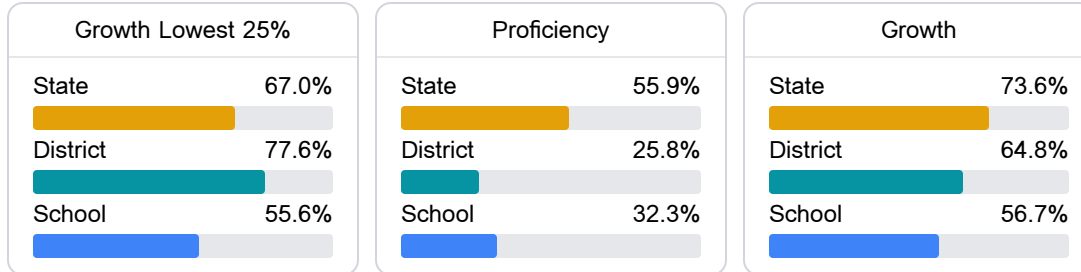 Growth Lowest 25%
State 67.0%
District 77.6%
School 55.6%
Proficiency
State 55.9%
District 25.8%
School 32.3%
Growth
State 73.6%
District 64.8%
School 56.7%